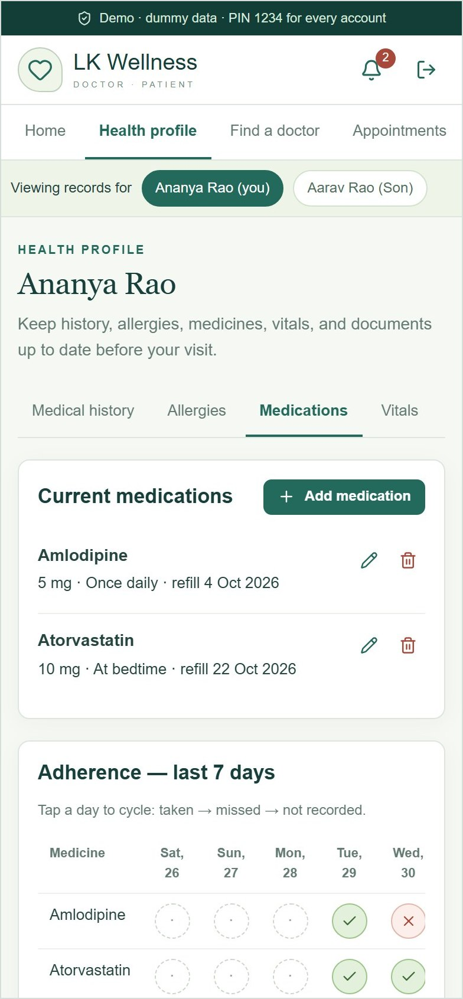 Demo · dummy data · PIN 1234 for every account
LK Wellness
DOCTOR · PATIENT
2
Home Health profile Find a doctor Appointments
Viewing records for Ananya Rao (you) Aarav Rao (Son)
HEALTH PROFILE
Ananya Rao
Keep history, allergies, medicines, vitals, and documents
up to date before your visit.
Medical history Allergies Medications Vitals
Current medications
Add medication
Amlodipine
5 mg · Once daily · refill 4 Oct 2026
Atorvastatin
10 mg · At bedtime · refill 22 Oct 2026
Adherence — last 7 days
Tap a day to cycle: taken → missed → not recorded.
Medicine Sat, Sun, Mon, Tue, Wed,
26 27 28 29 30
Amlodipine · · · ✓ ✕
Atorvastatin · · · ✓ ✓